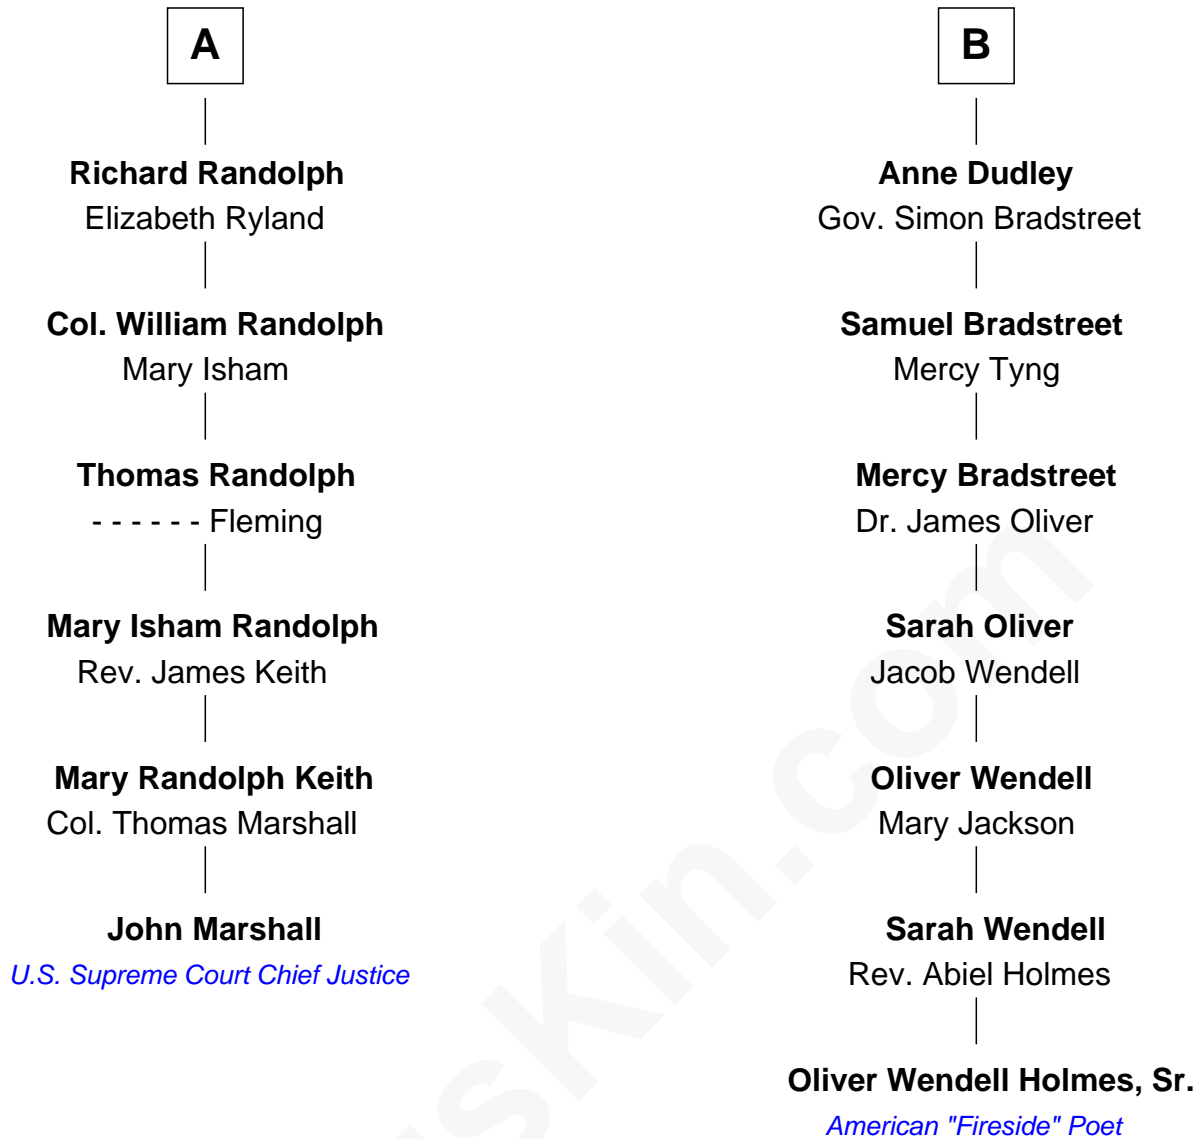 A
Richard Randolph
Elizabeth Ryland
Col. William Randolph
Mary Isham
Thomas Randolph
- - - - - - Fleming
Mary Isham Randolph
Rev. James Keith
Mary Randolph Keith
Col. Thomas Marshall
John Marshall
U.S. Supreme Court Chief Justice
B
Anne Dudley
Gov. Simon Bradstreet
Samuel Bradstreet
Mercy Tyng
Mercy Bradstreet
Dr. James Oliver
Sarah Oliver
Jacob Wendell
Oliver Wendell
Mary Jackson
Sarah Wendell
Rev. Abiel Holmes
Oliver Wendell Holmes, Sr.
American "Fireside" Poet